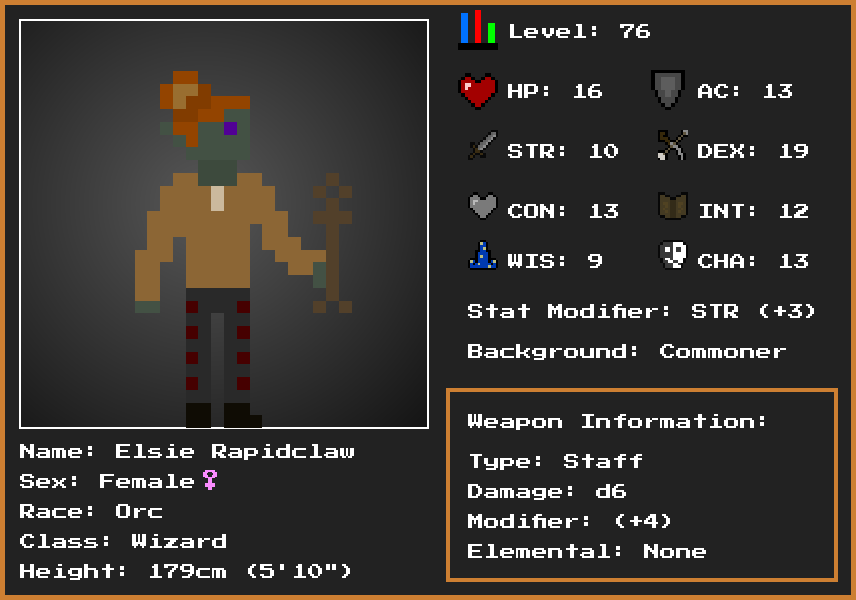 Level: 76
HP: 16 AC: 13
STR: 10 DEX: 19
CON: 13 INT: 12
WIS: 9 CHA: 13
Stat Modifier: STR (+3)
Background: Commoner
Name: Elsie Rapidclaw
Sex: Female♀
Race: Orc
Class: Wizard
Height: 179cm (5'10")
Weapon Information:
Type: Staff
Damage: d6
Modifier: (+4)
Elemental: None